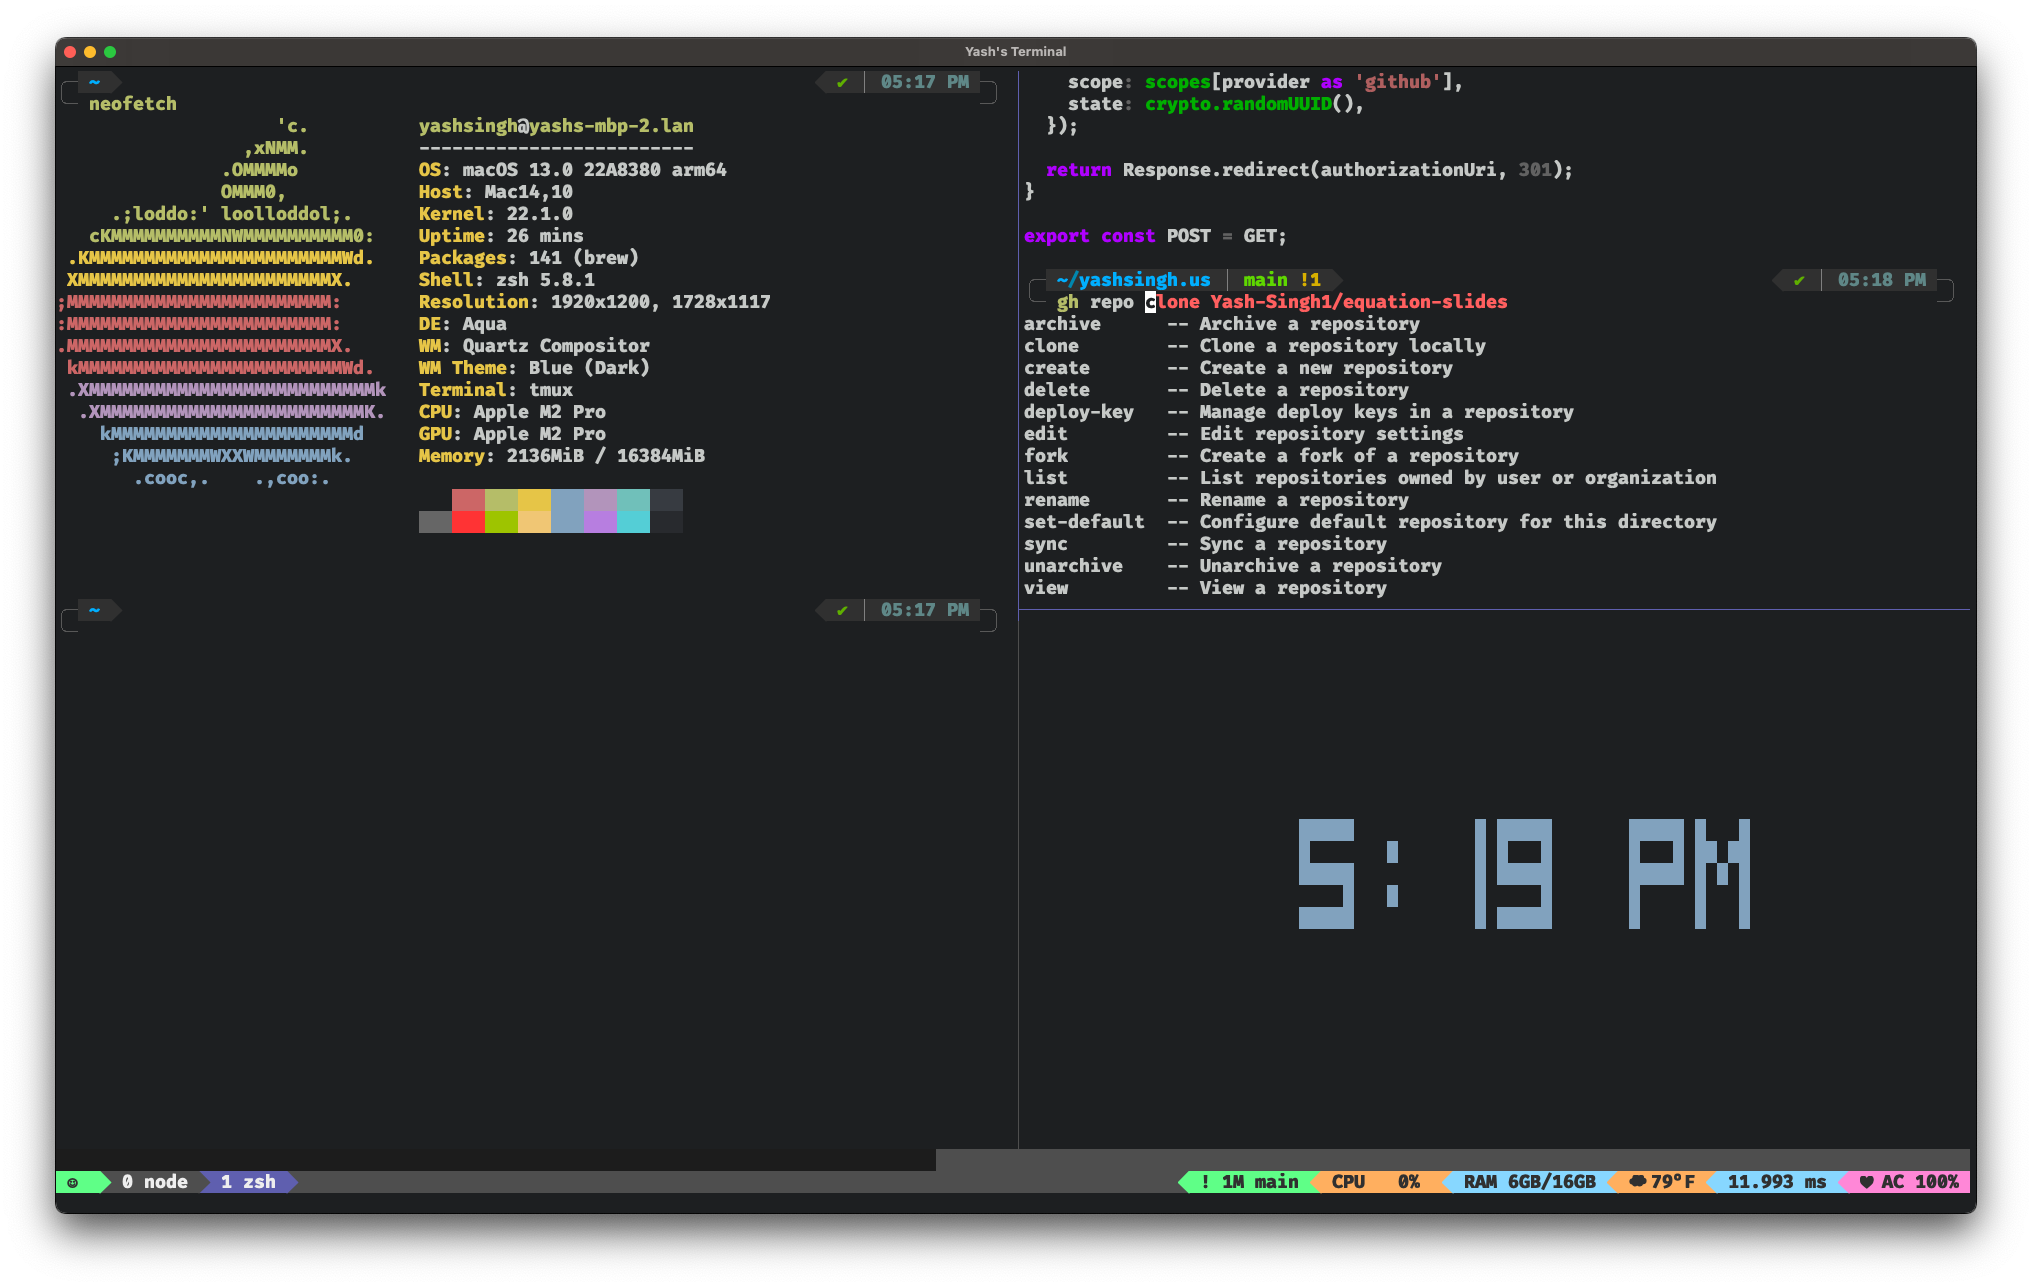 Yash's Terminal
~ ✔ 05:17 PM
neofetch
'c.
,xNMM.
.OMMMMo
OMMM0,
.;loddo:' loolloddol;.
cKMMMMMMMMMMNWMMMMMMMMMM0:
.KMMMMMMMMMMMMMMMMMMMMMMMWd.
XMMMMMMMMMMMMMMMMMMMMMMMX.
;MMMMMMMMMMMMMMMMMMMMMMMM:
:MMMMMMMMMMMMMMMMMMMMMMMM:
.MMMMMMMMMMMMMMMMMMMMMMMMX.
kMMMMMMMMMMMMMMMMMMMMMMMMWd.
.XMMMMMMMMMMMMMMMMMMMMMMMMMMk
.XMMMMMMMMMMMMMMMMMMMMMMMMK.
kMMMMMMMMMMMMMMMMMMMMMMd
;KMMMMMMMWXXWMMMMMMMk.
.cooc,. .,coo:.
yashsingh@yashs-mbp-2.lan
-------------------------
OS: macOS 13.0 22A8380 arm64
Host: Mac14,10
Kernel: 22.1.0
Uptime: 26 mins
Packages: 141 (brew)
Shell: zsh 5.8.1
Resolution: 1920x1200, 1728x1117
DE: Aqua
WM: Quartz Compositor
WM Theme: Blue (Dark)
Terminal: tmux
CPU: Apple M2 Pro
GPU: Apple M2 Pro
Memory: 2136MiB / 16384MiB
~ ✔ 05:17 PM
scope: scopes[provider as 'github'],
state: crypto.randomUUID(),
});
return Response.redirect(authorizationUri, 301);
}
export const POST = GET;
~/yashsingh.us main !1 ✔ 05:18 PM
gh repo clone Yash-Singh1/equation-slides
archive -- Archive a repository
clone -- Clone a repository locally
create -- Create a new repository
delete -- Delete a repository
deploy-key -- Manage deploy keys in a repository
edit -- Edit repository settings
fork -- Create a fork of a repository
list -- List repositories owned by user or organization
rename -- Rename a repository
set-default -- Configure default repository for this directory
sync -- Sync a repository
unarchive -- Unarchive a repository
view -- View a repository
5:19 PM
☺ 0 node 1 zsh ! 1M main CPU 0% RAM 6GB/16GB ☁ 79°F 11.993 ms ♥ AC 100%